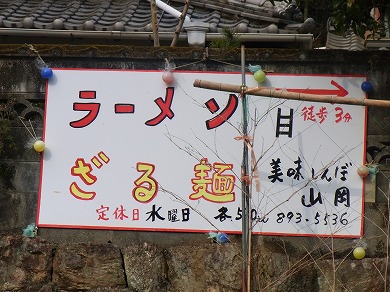 ラーメン
徒歩3分
ざる麺
美味しんぼ
山岡
定休日 水曜日
893-5536